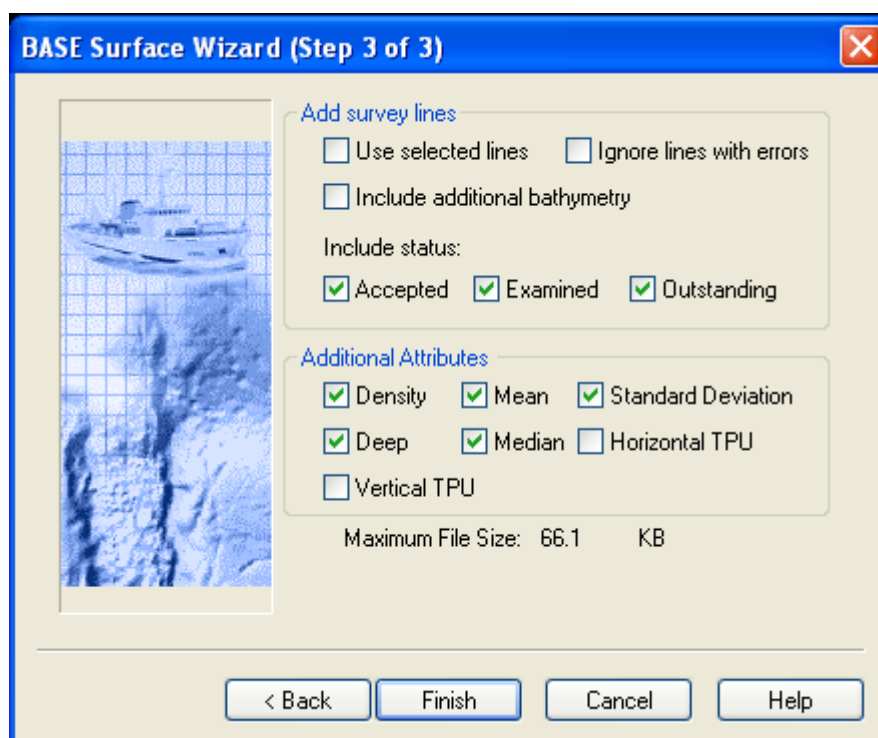 BASE Surface Wizard (Step 3 of 3)
Add survey lines
Use selected lines Ignore lines with errors
Include additional bathymetry
Include status:
Accepted Examined Outstanding
Additional Attributes
Density Mean Standard Deviation
Deep Median Horizontal TPU
Vertical TPU
Maximum File Size: 66.1 KB
< Back Finish Cancel Help